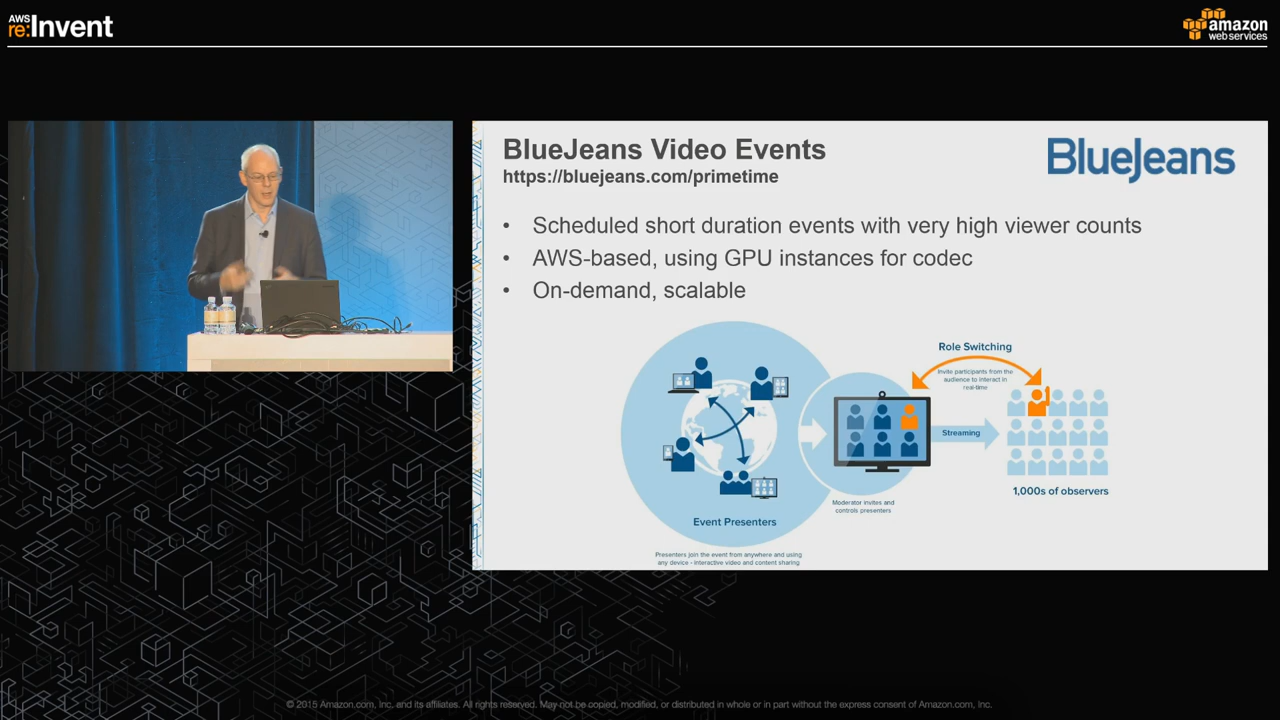 AWS
re:Invent
amazon
web services
BlueJeans Video Events
https://bluejeans.com/primetime
BlueJeans
• Scheduled short duration events with very high viewer counts
• AWS-based, using GPU instances for codec
• On-demand, scalable
Role Switching
Invite participants from the
audience to interact in
real-time
Streaming
1,000s of observers
Moderator invites and
controls presenters
Event Presenters
Presenters join the event from anywhere and using
any device - interactive video and content sharing
© 2015 Amazon.com, Inc. and its affiliates. All rights reserved. May not be copied, modified, or distributed in whole or in part without the express consent of Amazon.com, Inc.